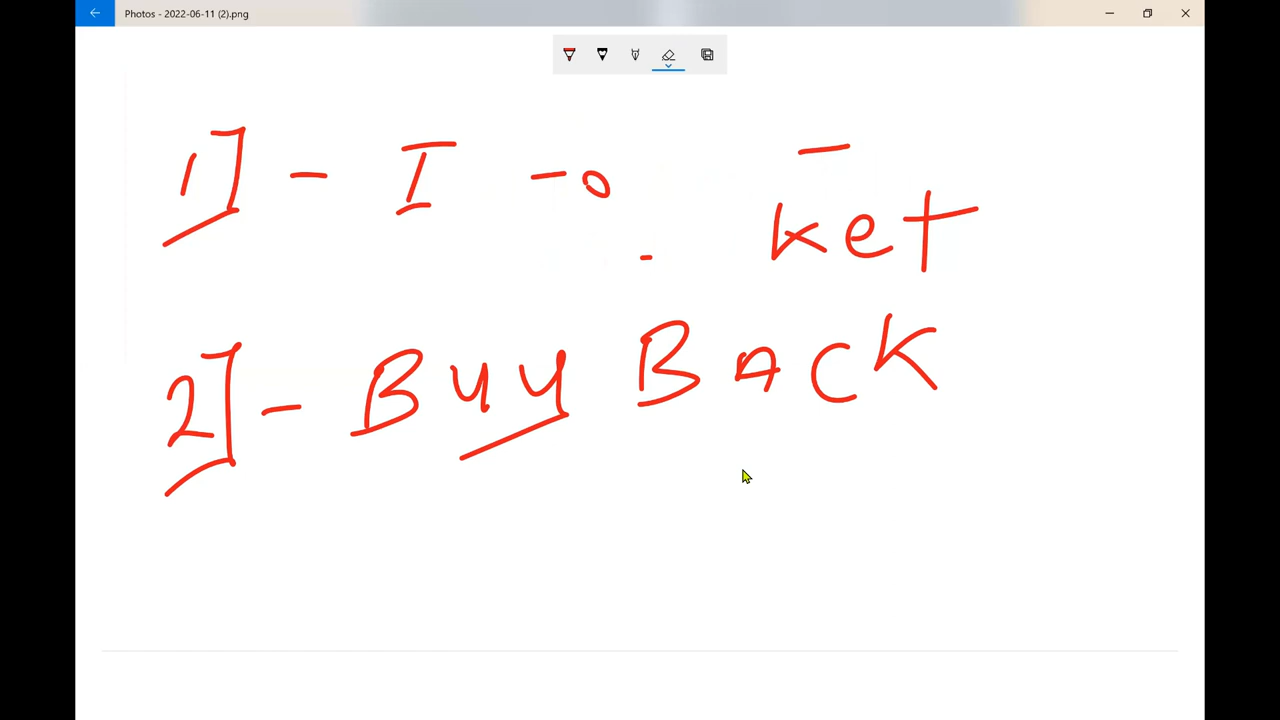 Photos - 2022-06-11 (2).png
1] - I - o
ket
2] - BUY BACK